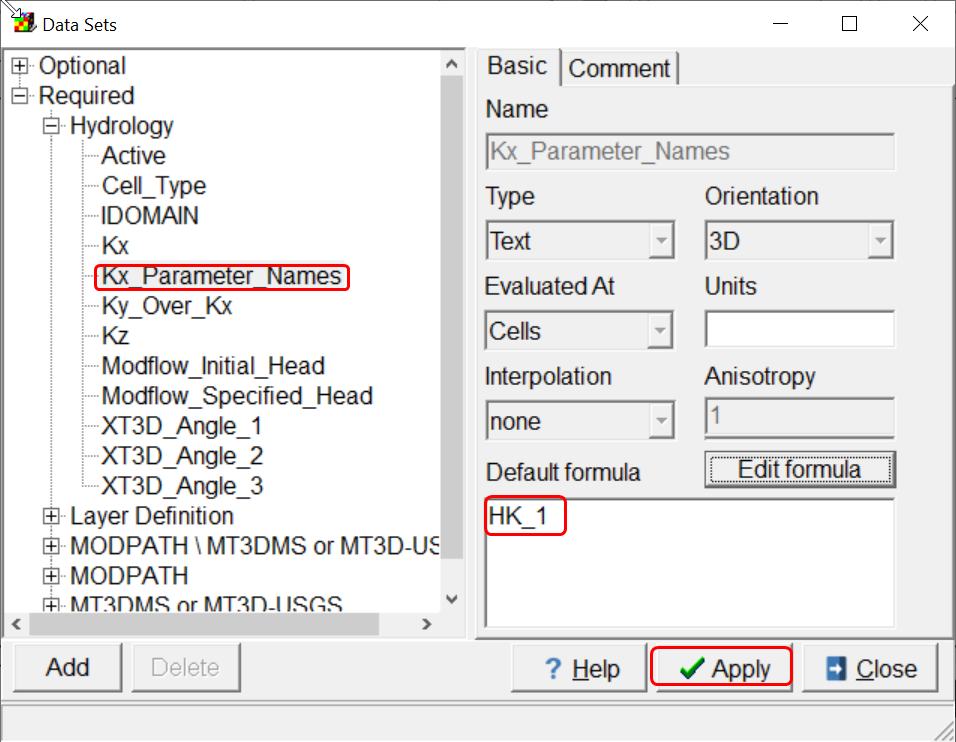 Data Sets
Optional
Required
Hydrology
Active
Cell_Type
IDOMAIN
Kx
Kx_Parameter_Names
Ky_Over_Kx
Kz
Modflow_Initial_Head
Modflow_Specified_Head
XT3D_Angle_1
XT3D_Angle_2
XT3D_Angle_3
Layer Definition
MODPATH \ MT3DMS or MT3D-US
MODPATH
MT3DMS or MT3D-USGS
Basic Comment
Name
Kx_Parameter_Names
Type Orientation
Text 3D
Evaluated At Units
Cells
Interpolation Anisotropy
none 1
Default formula Edit formula
HK_1
Add Delete ? Help Apply Close